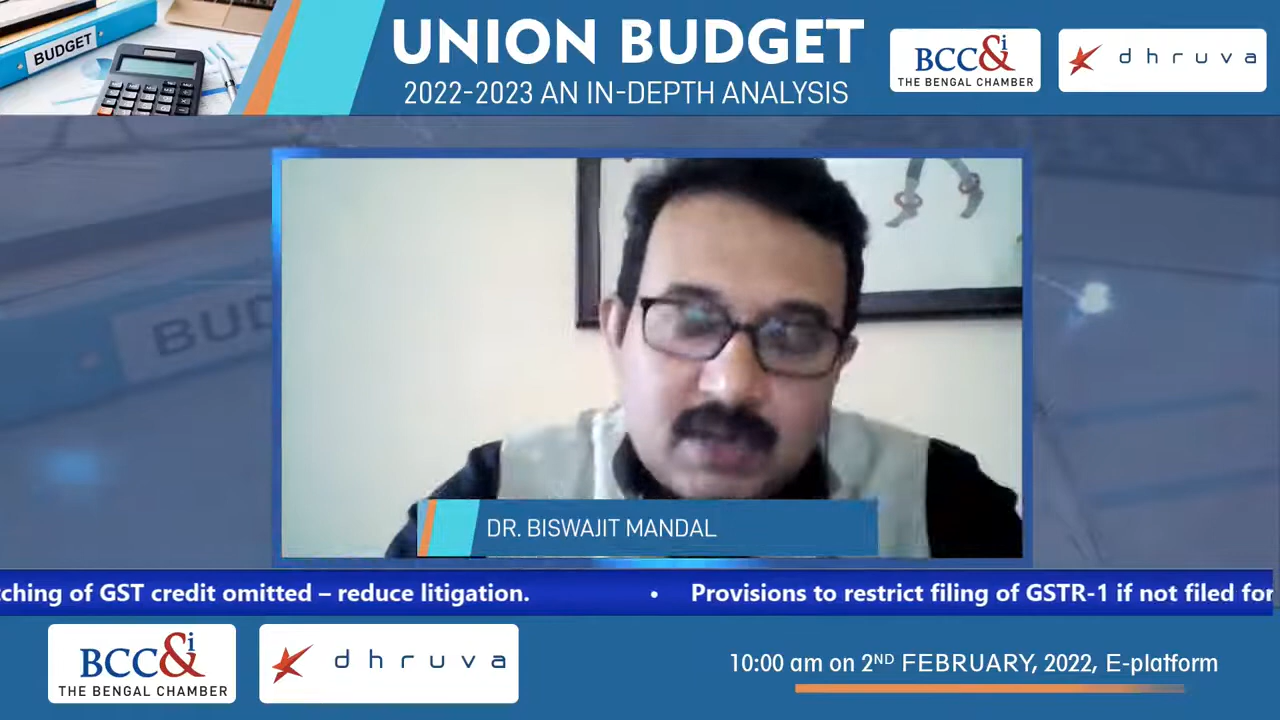 BUDGET
UNION BUDGET
2022-2023 AN IN-DEPTH ANALYSIS
BCC&i
THE BENGAL CHAMBER
dhruva
BUD
DR. BISWAJIT MANDAL
tching of GST credit omitted – reduce litigation. • Provisions to restrict filing of GSTR-1 if not filed for
BCC&i
THE BENGAL CHAMBER
dhruva
10:00 am on 2ND FEBRUARY, 2022, E-platform